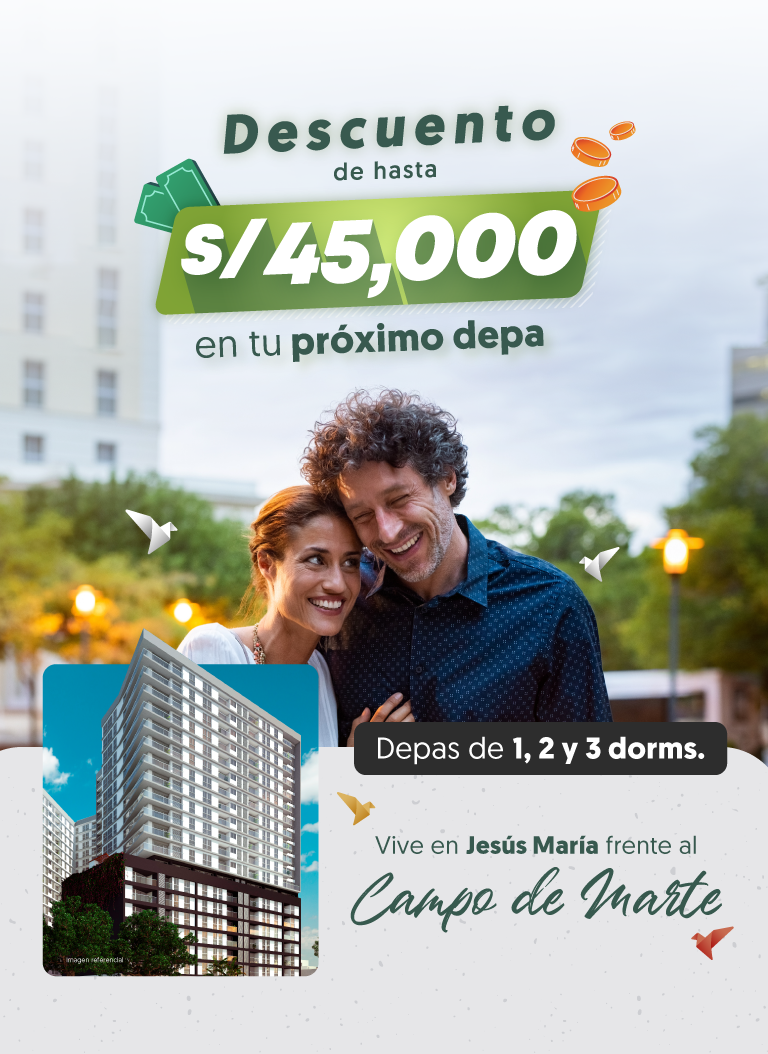 Descuento
de hasta
S/45,000
en tu próximo depa
Depas de 1, 2 y 3 dorms.
Vive en Jesús María frente al
Campo de Marte
Imagen referencial